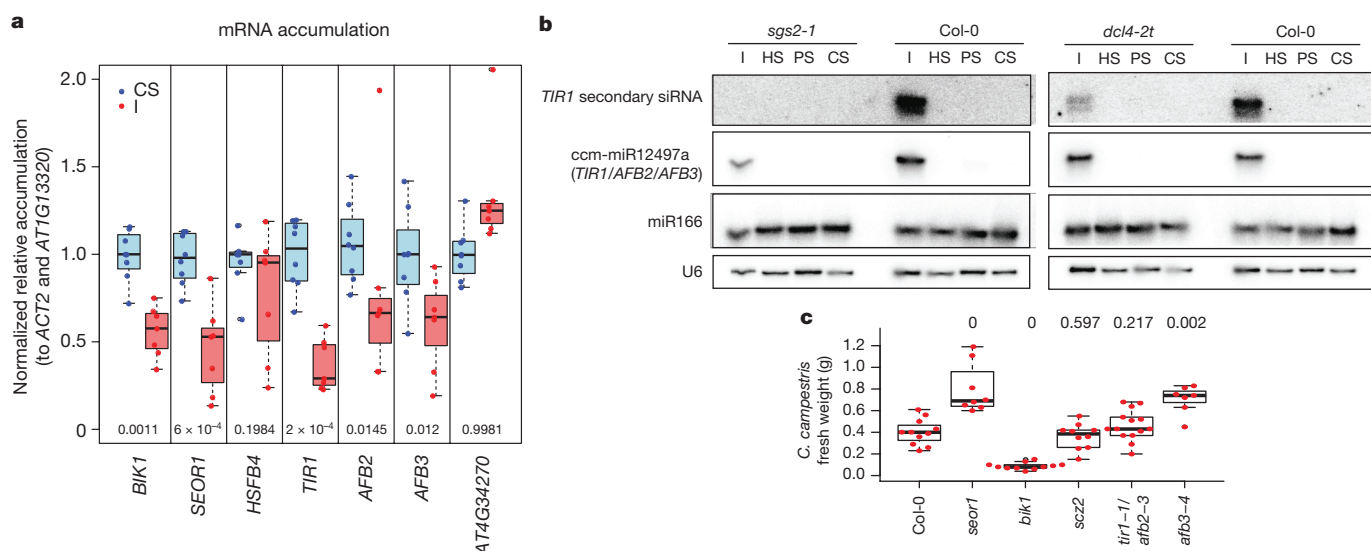 a
mRNA accumulation
Normalized relative accumulation
(to ACT2 and AT1G13320)
2.0
1.5
1.0
0.5
0
CS
I
0.0011 6 × 10⁻⁴ 0.1984 2 × 10⁻⁴ 0.0145 0.012 0.9981
BIK1
SEOR1
HSFB4
TIR1
AFB2
AFB3
AT4G34270
b
sgs2-1 Col-0 dcl4-2t Col-0
I HS PS CS I HS PS CS I HS PS CS I HS PS CS
TIR1 secondary siRNA
ccm-miR12497a
(TIR1/AFB2/AFB3)
miR166
U6
c
0 0 0.597 0.217 0.002
C. campestris
fresh weight (g)
1.2
1.0
0.8
0.6
0.4
0.2
0.0
Col-0
seor1
bik1
scz2
tir1–1/
afb2–3
afb3–4